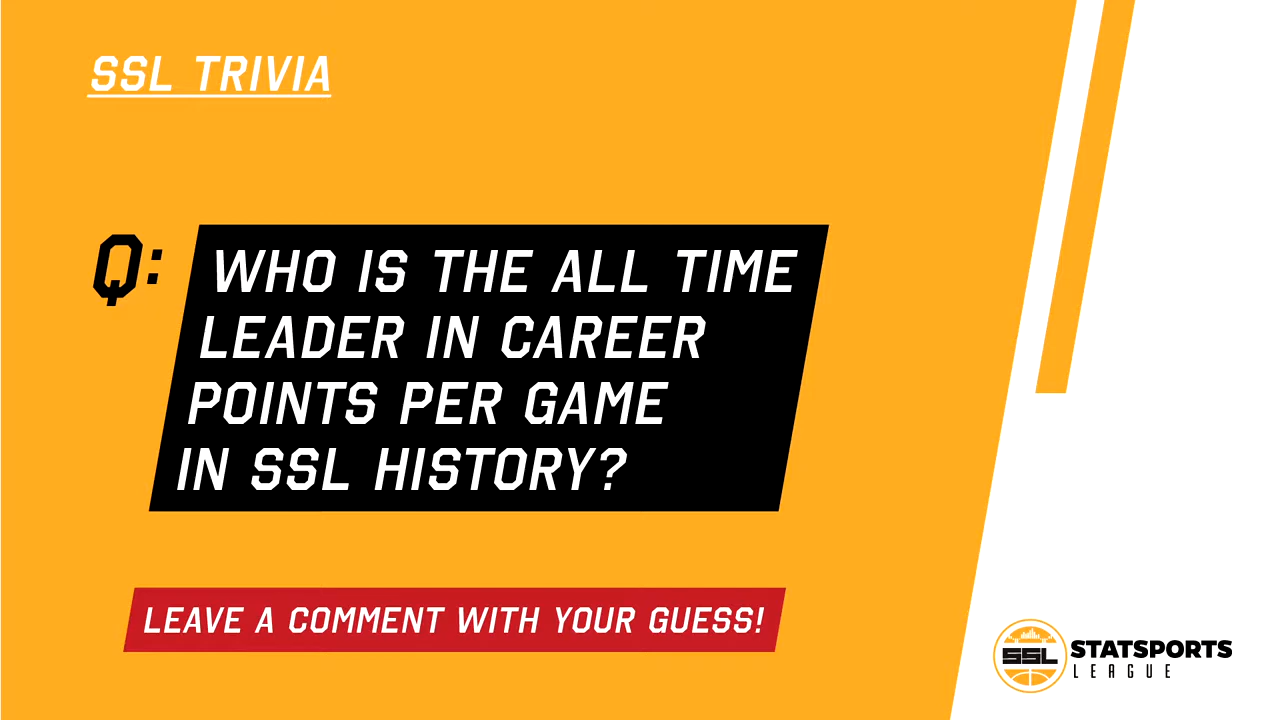 SSL TRIVIA
Q:
WHO IS THE ALL TIME
LEADER IN CAREER
POINTS PER GAME
IN SSL HISTORY?
LEAVE A COMMENT WITH YOUR GUESS!
SSL
STATSPORTS
LEAGUE